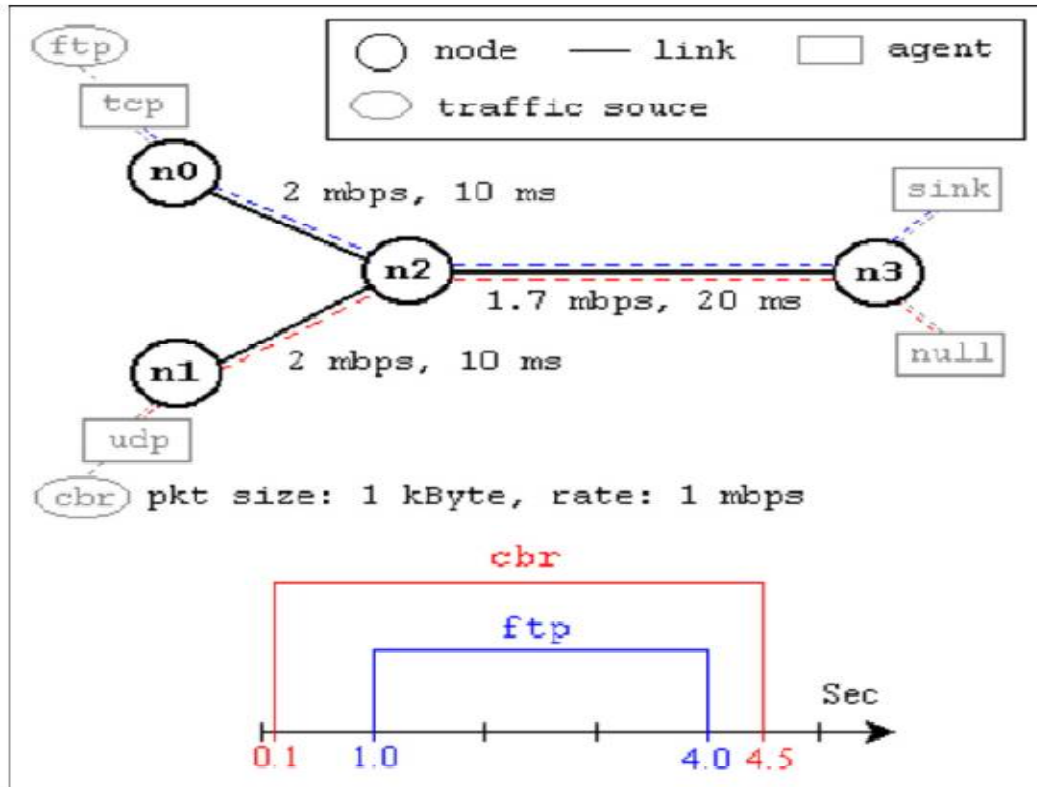 ftp
node link agent
tcp
traffic souce
n0
2 mbps, 10 ms
sink
n2
n3
1.7 mbps, 20 ms
n1
2 mbps, 10 ms
null
udp
cbr pkt size: 1 kByte, rate: 1 mbps
cbr
ftp
Sec
0.1 1.0 4.0 4.5